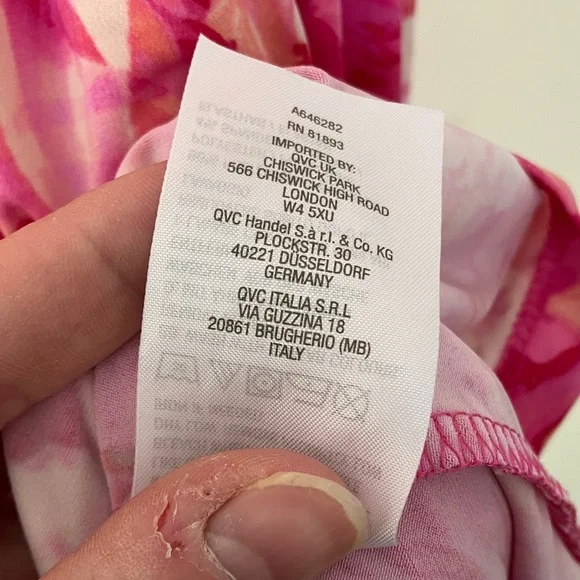 A646282
RN 81893
IMPORTED BY:
QVC UK
CHISWICK PARK
566 CHISWICK HIGH ROAD
LONDON
W4 5XU
QVC Handel S.à r.l. & Co. KG
PLOCKSTR. 30
40221 DÜSSELDORF
GERMANY
QVC ITALIA S.R.L
VIA GUZZINA 18
20861 BRUGHERIO (MB)
ITALY